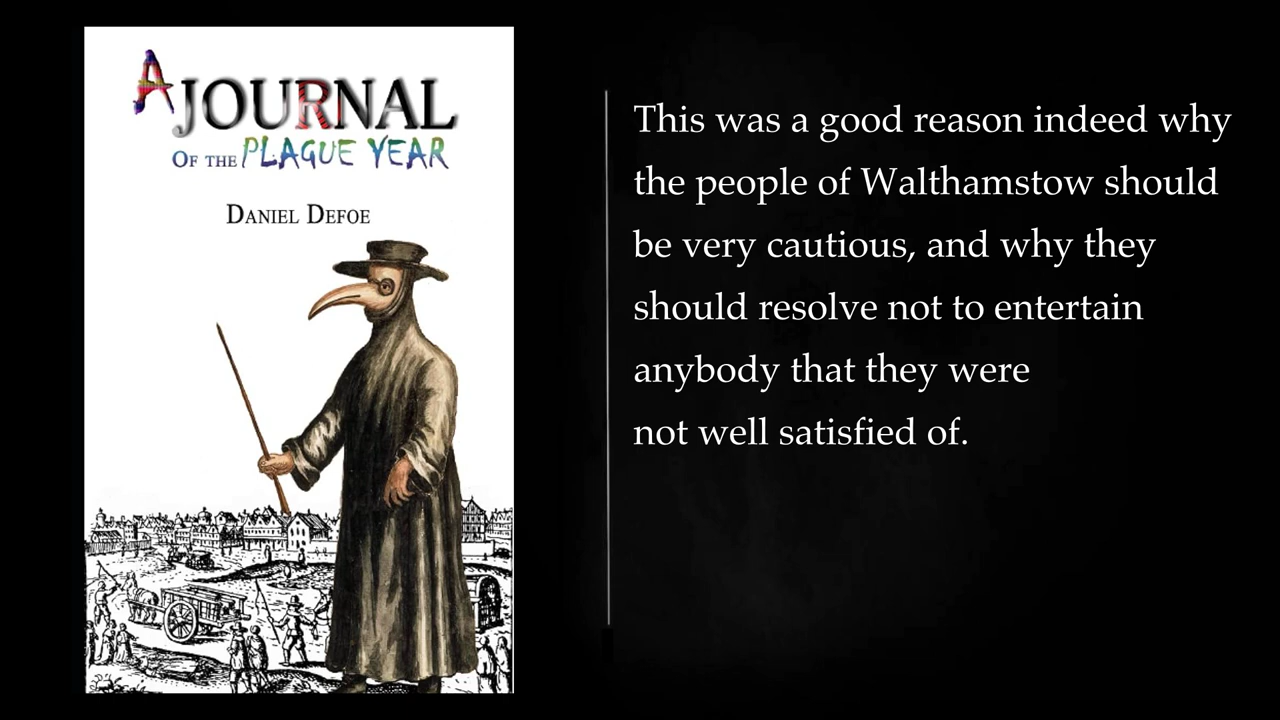 A JOURNAL
OF THE PLAGUE YEAR
DANIEL DEFOE
This was a good reason indeed why
the people of Walthamstow should
be very cautious, and why they
should resolve not to entertain
anybody that they were
not well satisfied of.